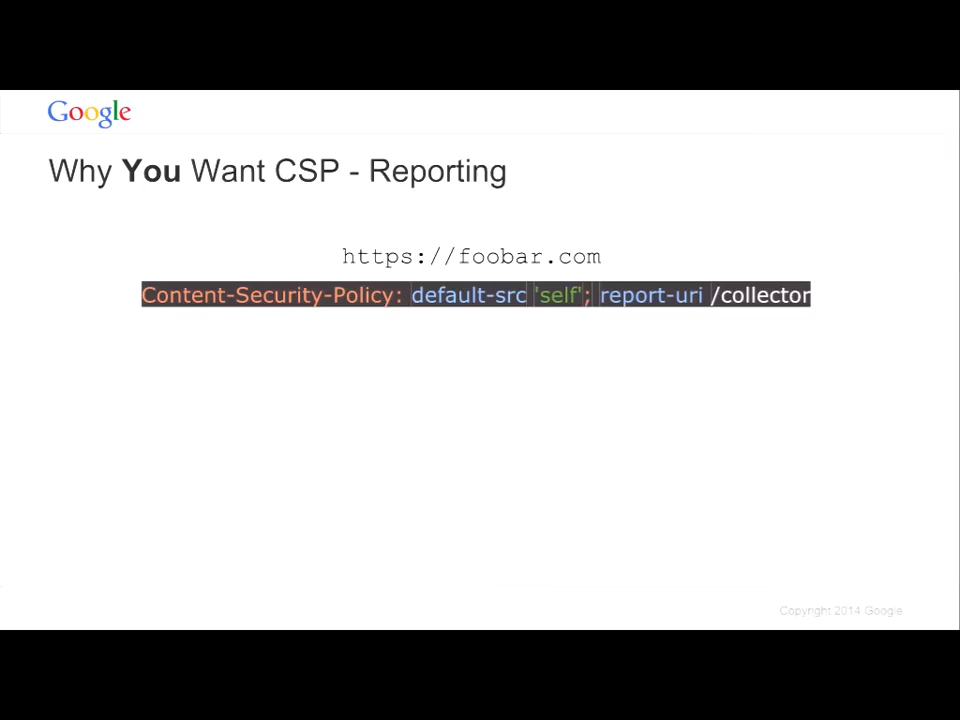 Google
Why You Want CSP - Reporting
https://foobar.com
Content-Security-Policy: default-src 'self'; report-uri /collector
Copyright 2014 Google